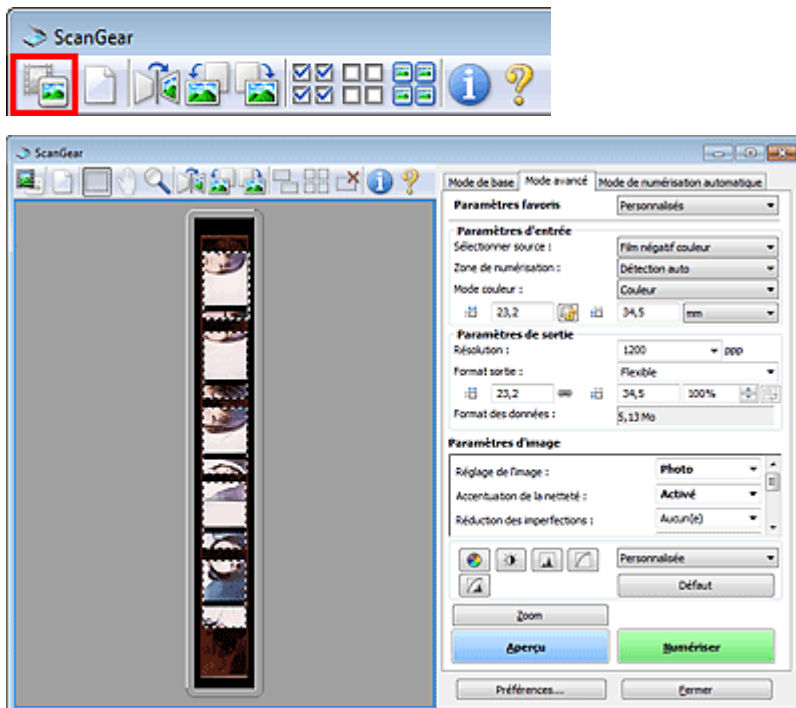 ScanGear
ScanGear
Mode de base Mode avancé Mode de numérisation automatique
Paramètres favoris Personnalisés
Paramètres d'entrée
Sélectionner source : Film négatif couleur
Zone de numérisation : Détection auto
Mode couleur : Couleur
23,2 34,5 mm
Paramètres de sortie
Résolution : 1200 ppp
Format sortie : Flexible
23,2 34,5 100%
Format des données : 5,13 Mo
Paramètres d'image
Réglage de l'image : Photo
Accentuation de la netteté : Activé
Réduction des imperfections : Aucun(e)
Personnalisée
Défaut
Zoom
Aperçu Numériser
Préférences.... Fermer